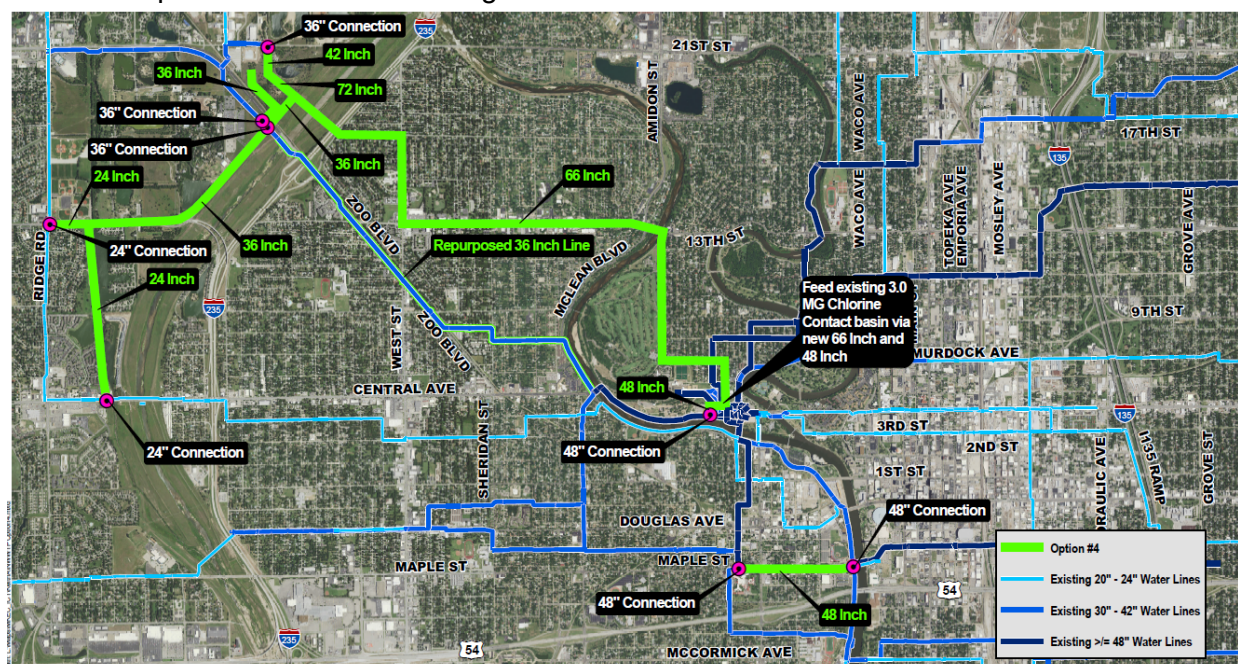 36" Connection
235
21ST ST
42 Inch
36 Inch
72 Inch
AMIDON ST
WACO AVE
36" Connection
17TH ST
36" Connection
36 Inch
135
24 Inch
66 Inch
WACO AVE
TOPEKA AVE
EMPORIA AVE
MOSLEY AVE
GROVE AVE
ZOO BLVD
36 Inch
Repurposed 36 Inch Line
13TH ST
24" Connection
RIDGE RD
MCLEAN BLVD
24 Inch
Feed existing 3.0
MG Chlorine
Contact basin via
new 66 Inch and
48 Inch
235
9TH ST
WEST ST
ZOO BLVD
MURDOCK AVE
CENTRAL AVE
48 Inch
135
3RD ST
24" Connection
SHERIDAN ST
48" Connection
2ND ST
I135 RAMP
GROVE ST
1ST ST
48" Connection
DOUGLAS AVE
MAPLE ST
MAPLE ST
48" Connection
48 Inch
54
235
54
MCCORMICK AVE
Option #4
Existing 20" - 24" Water Lines
Existing 30" - 42" Water Lines
Existing >/= 48" Water Lines